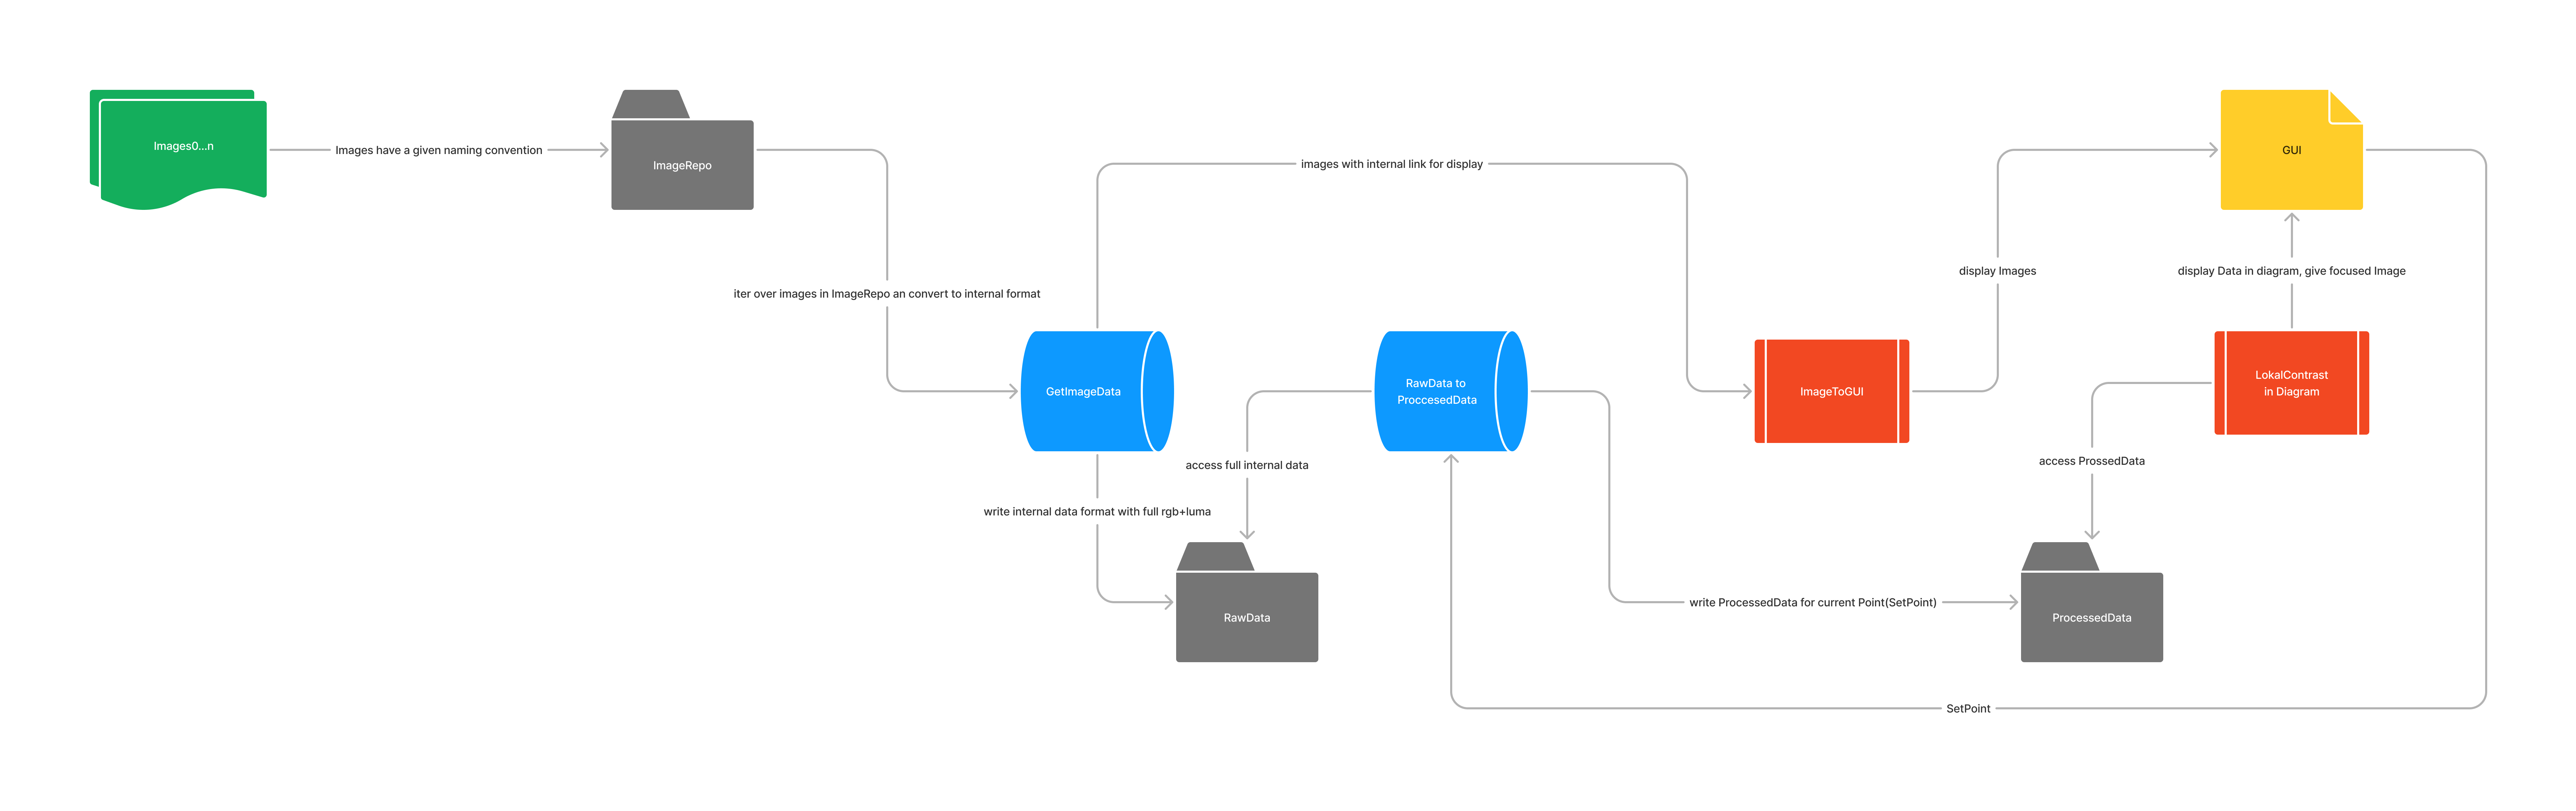 Images0...n
Images have a given naming convention
ImageRepo
images with internal link for display
GUI
display Images
display Data in diagram, give focused Image
iter over images in ImageRepo an convert to internal format
GetImageData
RawData to
ProccesedData
ImageToGUI
LokalContrast
in Diagram
access full internal data
access ProssedData
write internal data format with full rgb+luma
write ProcessedData for current Point(SetPoint)
RawData
ProcessedData
SetPoint